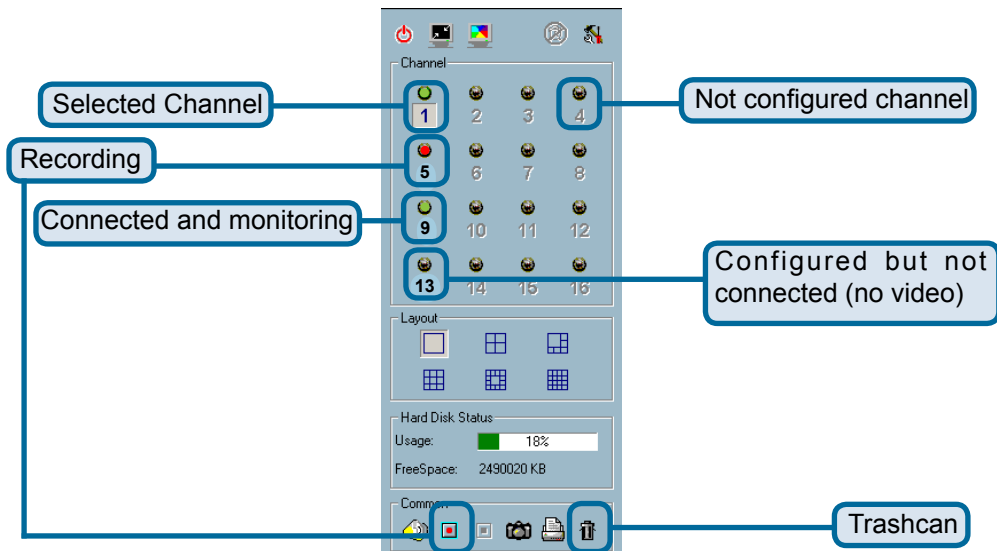 Channel
Selected Channel
1 2 3 4
Not configured channel
Recording
5 6 7 8
Connected and monitoring
9 10 11 12
Configured but not
connected (no video)
13 14 15 16
Layout
Hard Disk Status
Usage: 18%
FreeSpace: 2490020 KB
Common
Trashcan